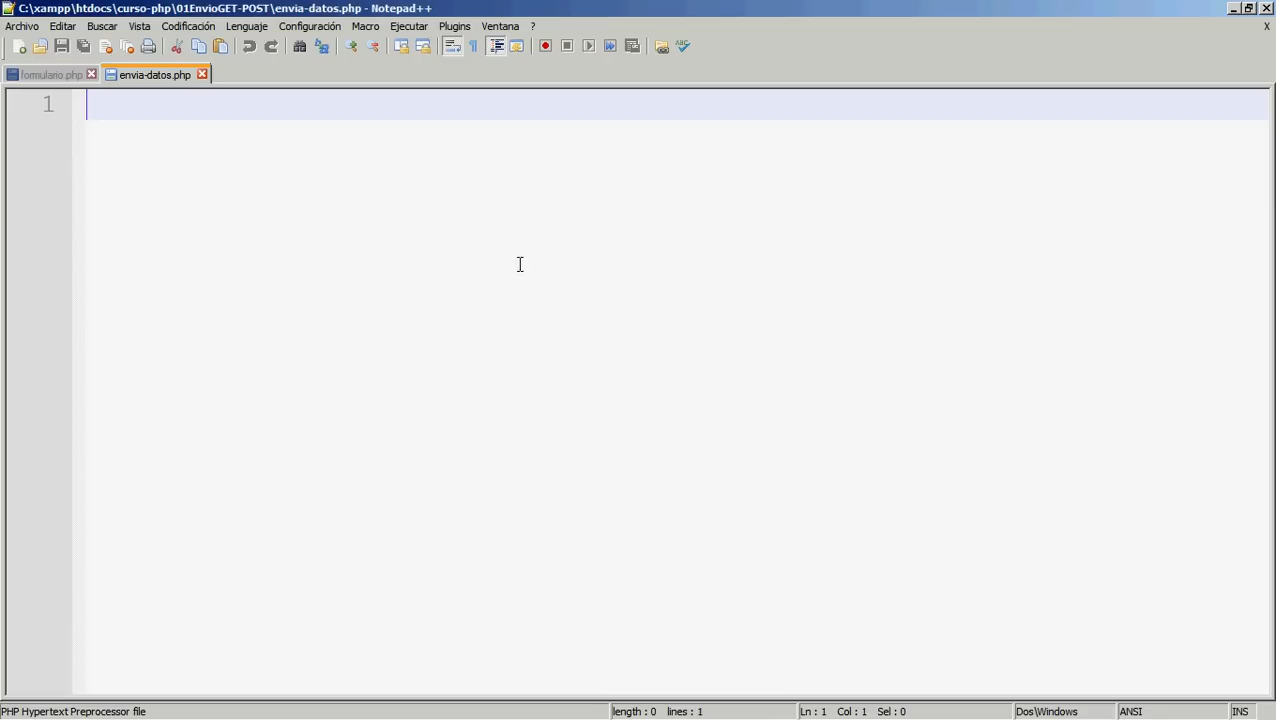 C:\xampp\htdocs\curso-php\01EnvioGET-POST\envia-datos.php - Notepad++
Archivo Editar Buscar Vista Codificación Lenguaje Configuración Macro Ejecutar Plugins Ventana ? X
formulario.php envia-datos.php
1
PHP Hypertext Preprocessor file length : 0 lines : 1 Ln : 1 Col : 1 Sel : 0 Dos\Windows ANSI INS